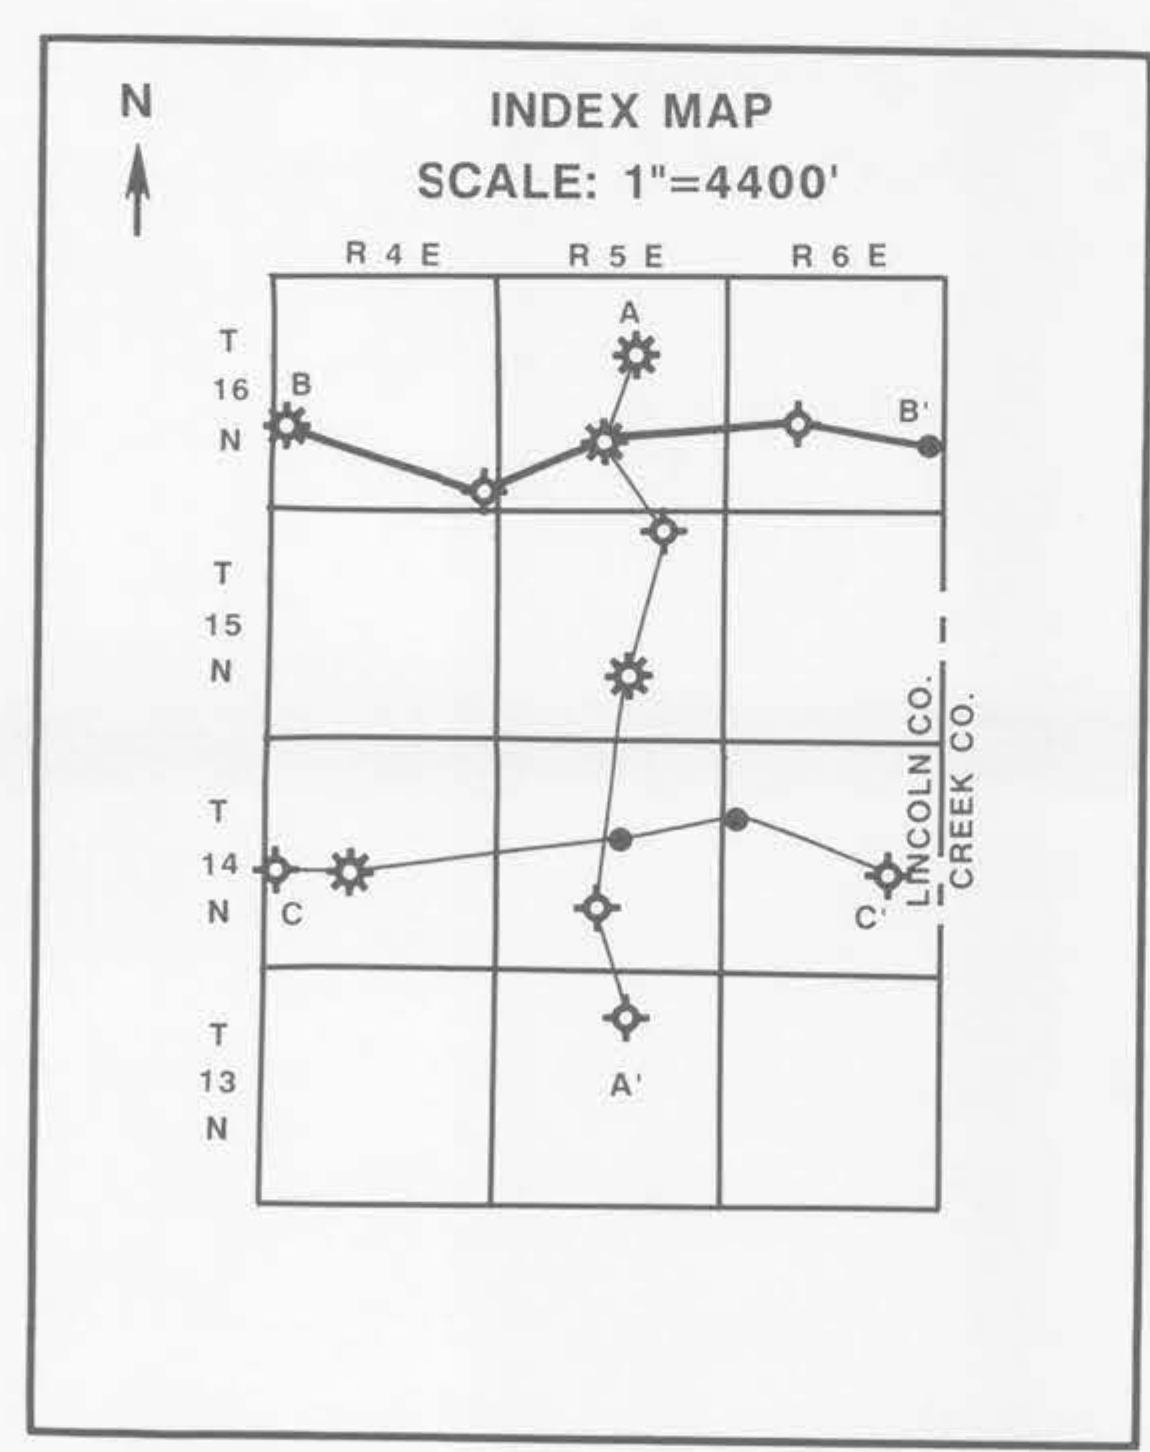 N
INDEX MAP
SCALE: 1"=4400'
R 4 E
R 5 E
R 6 E
A
T
16
N
B
B'
T
15
N
LINCOLN CO.
CREEK CO.
T
14
N
C
C'
T
13
N
A'